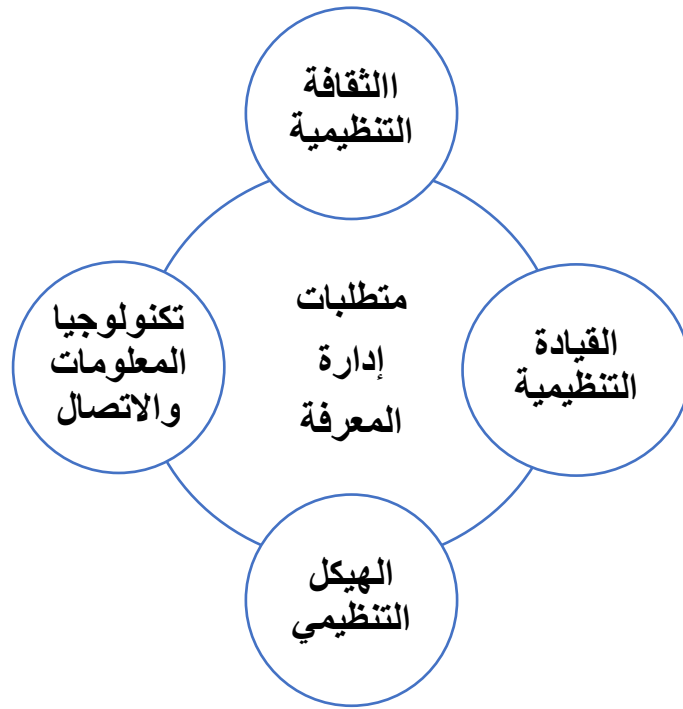 االثقافة
التنظيمية
متطلبات
إدارة
المعرفة
القيادة
التنظيمية
تكنولوجيا
المعلومات
والاتصال
الهيكل
التنظيمي